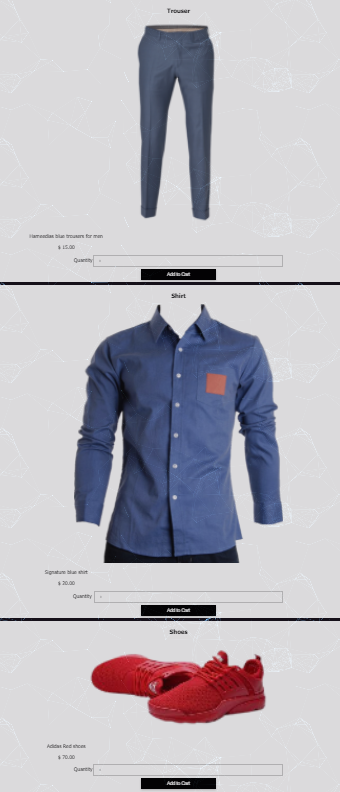 Trouser
Hamendias blue trousers for men
$ 15.00
Quantity
Add to Cart
Shirt
Signature blue shirt
$ 20.00
Quantity
Add to Cart
Shoes
Adidas Red shoes
$ 70.00
Quantity
Add to Cart